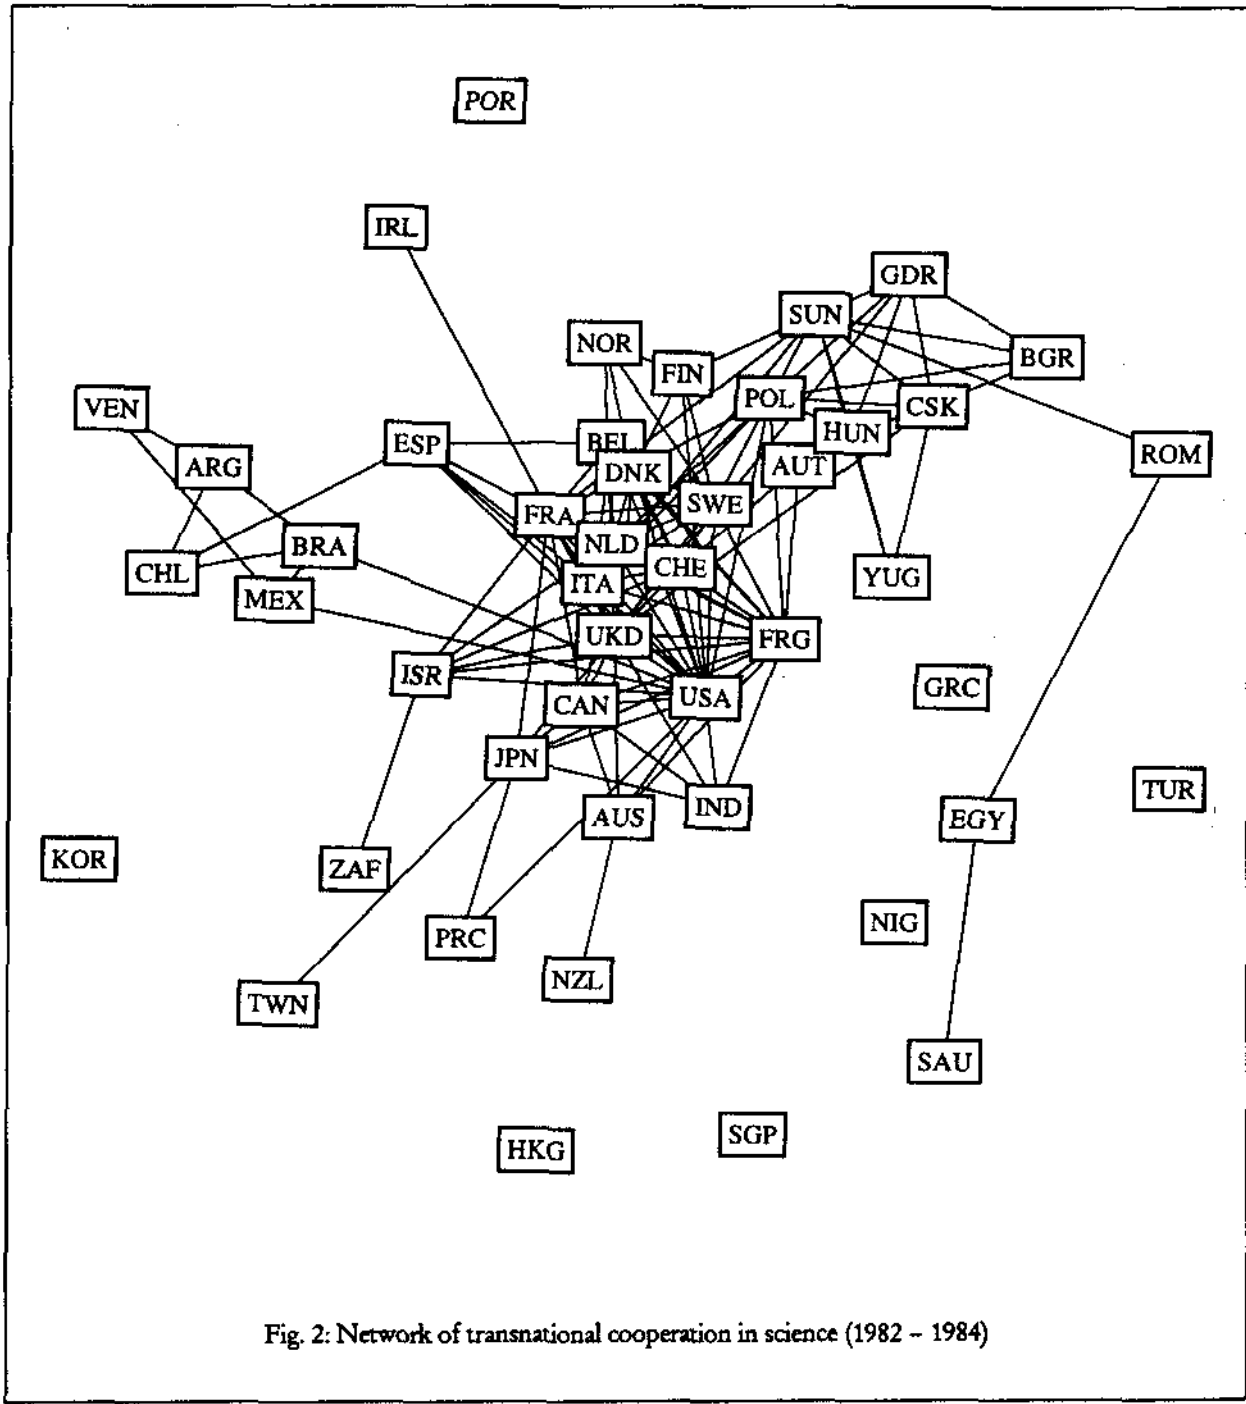 POR
IRL
GDR
SUN
NOR
BGR
FIN
POL
VEN
CSK
ESP
BEL
HUN
ROM
ARG
DNK
AUT
SWE
FRA
BRA
NLD
CHL
CHE
YUG
ITA
MEX
UKD
FRG
ISR
GRC
USA
CAN
JPN
TUR
IND
AUS
EGY
KOR
ZAF
NIG
PRC
NZL
TWN
SAU
SGP
HKG
Fig. 2: Network of transnational cooperation in science (1982 – 1984)